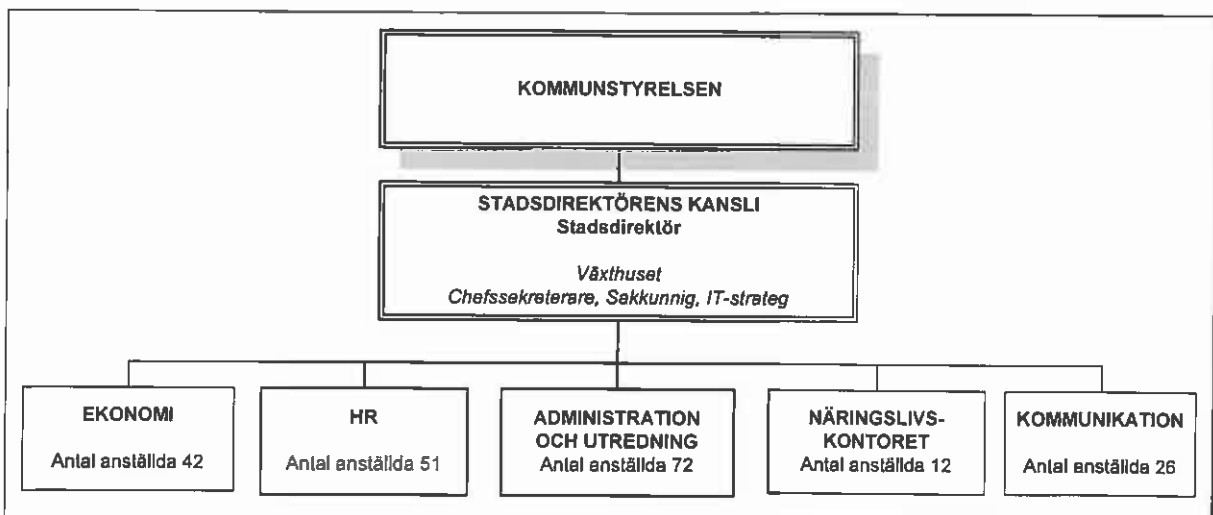 KOMMUNSTYRELSEN
STADSDIREKTÖRENS KANSLI
Stadsdirektör
Växthuset
Chefssekreterare, Sakkunnig, IT-strateg
EKONOMI
Antal anställda 42
HR
Antal anställda 51
ADMINISTRATION
OCH UTREDNING
Antal anställda 72
NÄRINGSLIVS-
KONTORET
Antal anställda 12
KOMMUNIKATION
Antal anställda 26